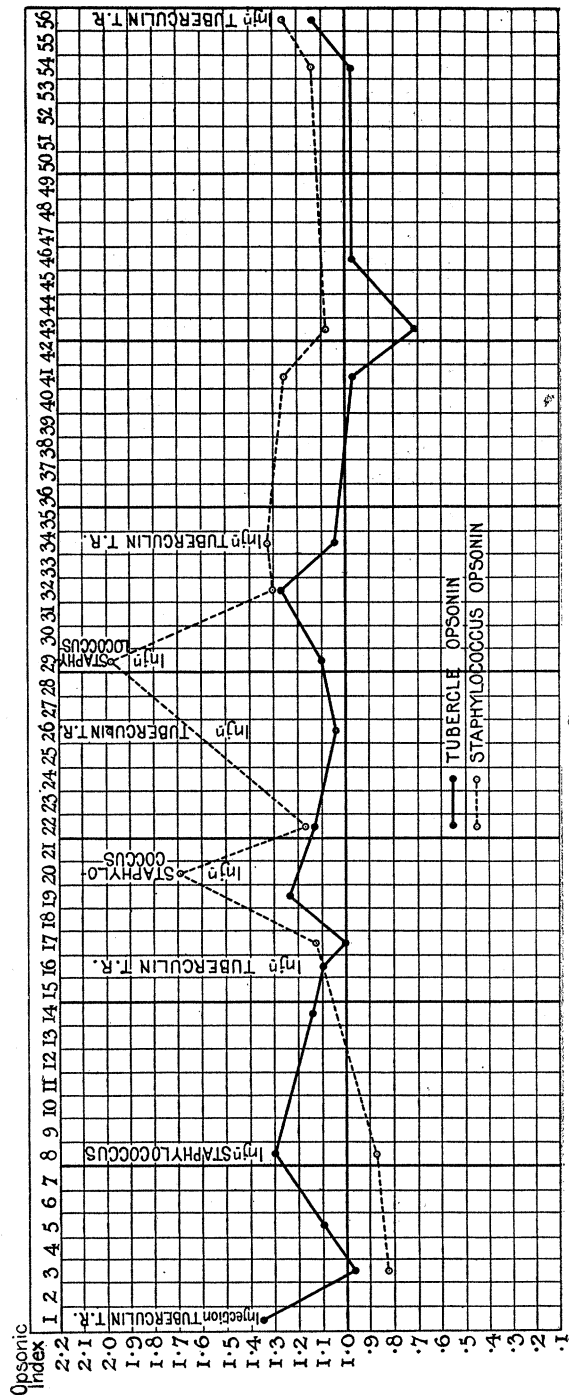 Opsonic
Index
1 2 3 4 5 6 7 8 9 10 11 12 13 14 15 16 17 18 19 20 21 22 23 24 25 26 27 28 29 30 31 32 33 34 35 36 37 38 39 40 41 42 43 44 45 46 47 48 49 50 51 52 53 54 55 56
2·2
2·1
2·0
1·9
1·8
1·7
1·6
1·5
1·4
1·3
1·2
1·1
1·0
·9
·8
·7
·6
·5
·4
·3
·2
·1
Injection TUBERCULIN T.R.
Injⁿ STAPHYLOCOCCUS
Injⁿ TUBERCULIN T.R.
Injⁿ
STAPHYLO-
COCCUS
Injⁿ
TUBERCULIN T.R.
Injⁿ
STAPHY
LOCOCCUS
Injⁿ TUBERCULIN T.R.
Injⁿ TUBERCULIN T.R.
TUBERCLE OPSONIN
STAPHYLOCOCCUS OPSONIN